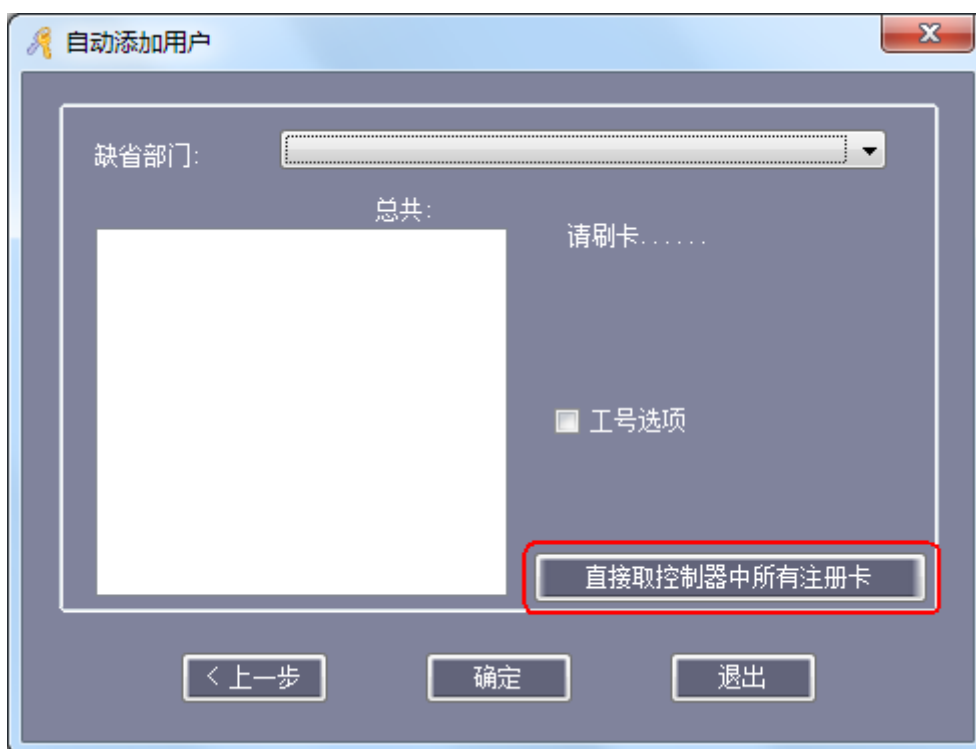 自动添加用户
缺省部门:
总共:
请刷卡......
工号选项
直接取控制器中所有注册卡
< 上一步
确定
退出